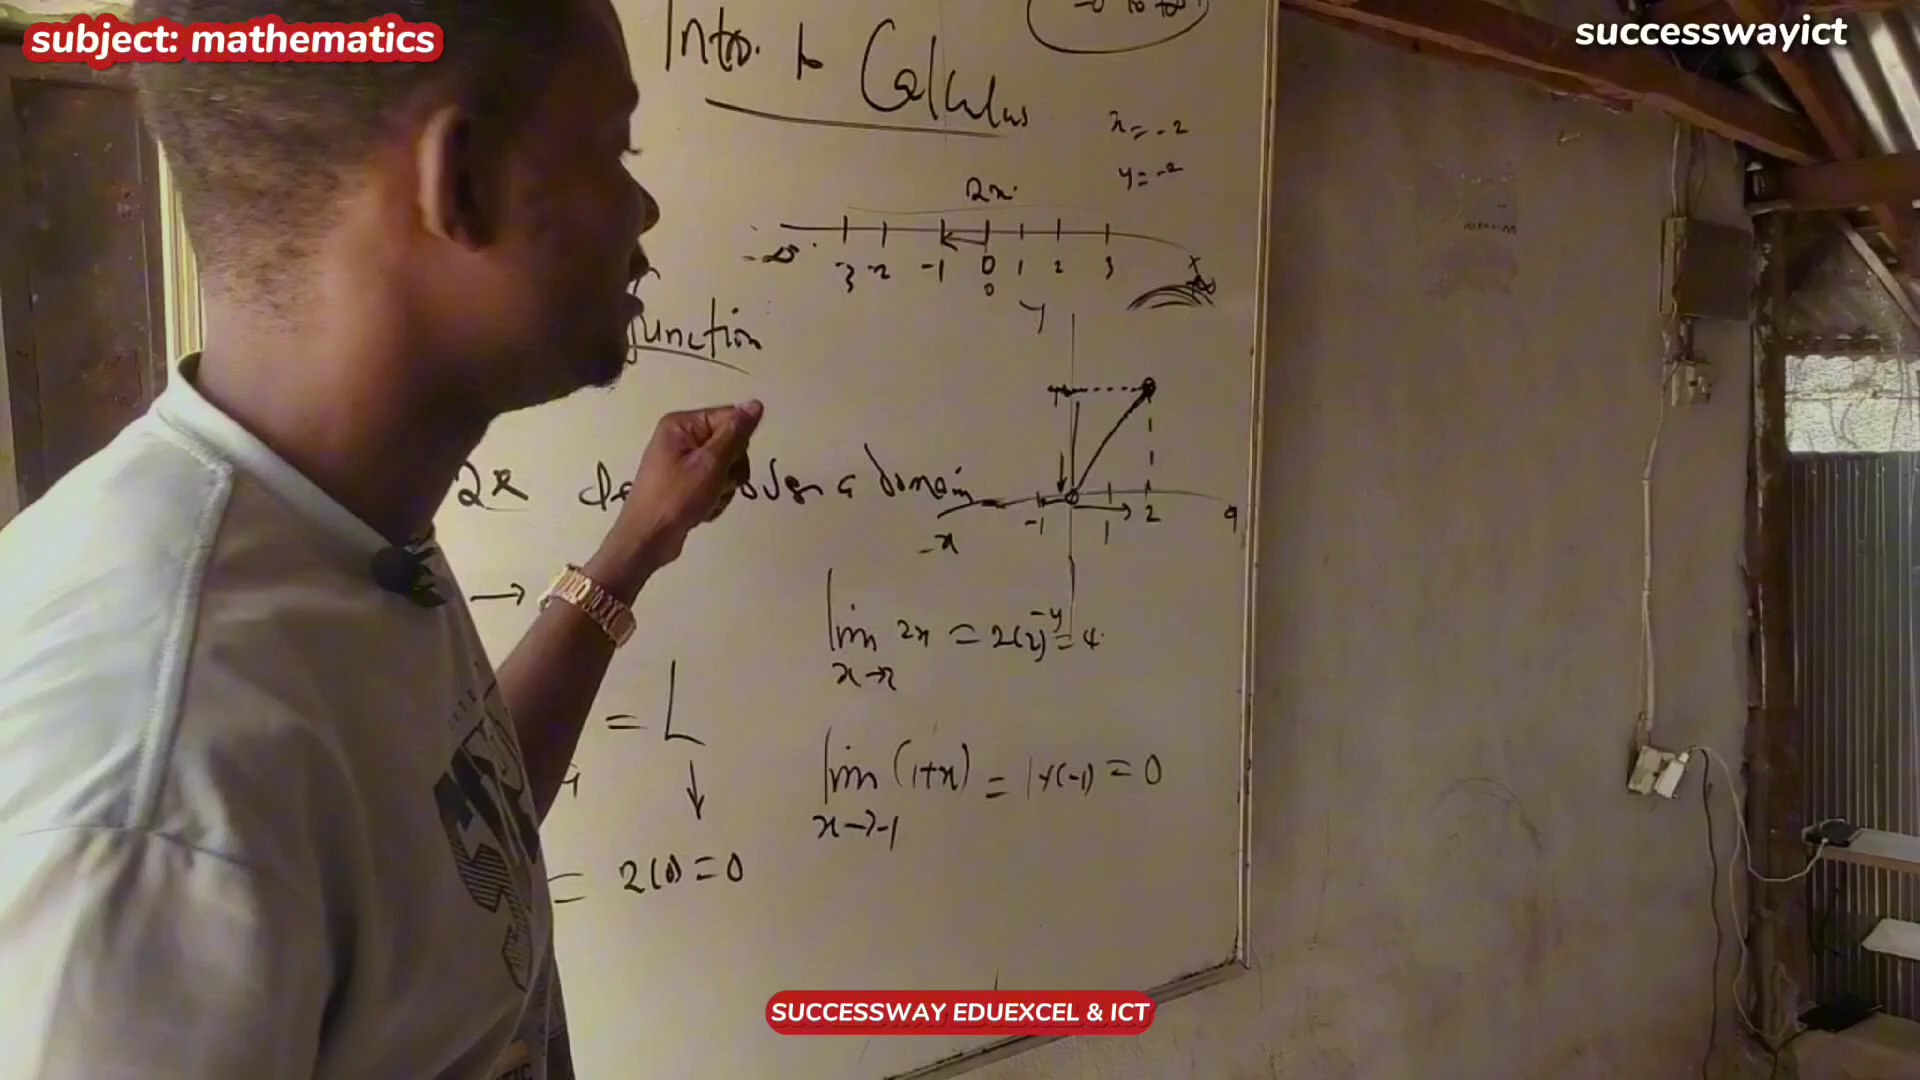 subject: mathematics
successwayict
Intro. to Calculus
x = -2
y = -2
2x
-∞ -3 -2 -1 0 1 2 3 +∞
0
y
function
2x over a domain
-1 1 2
-x
→
lim 2x = 2(2) = 4
x→2
= L
lim (1+x) = 1+(-1) = 0
x→-1
= 2(0) = 0
SUCCESSWAY EDUEXCEL & ICT